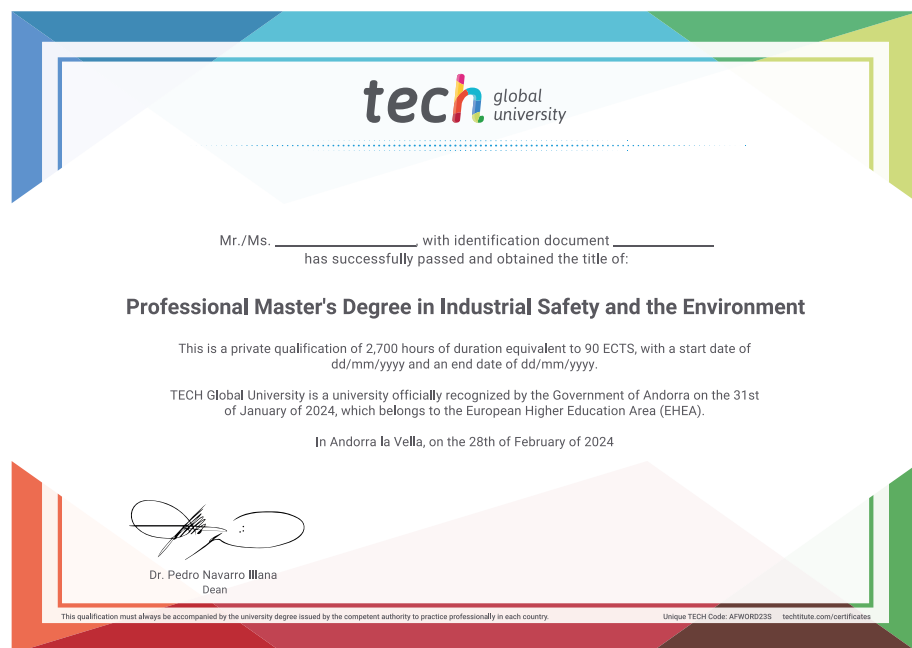 tech global university
Mr./Ms. ____________, with identification document ____________
has successfully passed and obtained the title of:
Professional Master's Degree in Industrial Safety and the Environment
This is a private qualification of 2,700 hours of duration equivalent to 90 ECTS, with a start date of
dd/mm/yyyy and an end date of dd/mm/yyyy.
TECH Global University is a university officially recognized by the Government of Andorra on the 31st
of January of 2024, which belongs to the European Higher Education Area (EHEA).
In Andorra la Vella, on the 28th of February of 2024
Dr. Pedro Navarro Illana
Dean
This qualification must always be accompanied by the university degree issued by the competent authority to practice professionally in each country.
Unique TECH Code: AFWORD23S techtitute.com/certificates